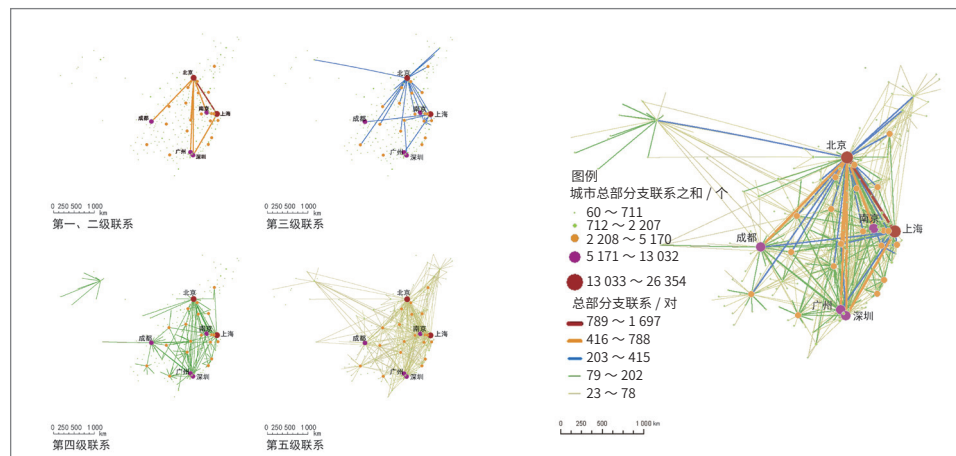 北京
南京
上海
成都
广州
深圳
0 250 500 1 000
km
第一、二级联系
北京
南京
上海
成都
广州
深圳
0 250 500 1 000
km
第三级联系
北京
南京
上海
成都
广州
深圳
0 250 500 1 000
km
第四级联系
北京
南京
上海
成都
广州
深圳
0 250 500 1 000
km
第五级联系
北京
南京
上海
成都
广州
深圳
图例
城市总部分支联系之和 / 个
60 ～ 711
712 ～ 2 207
2 208 ～ 5 170
5 171 ～ 13 032
13 033 ～ 26 354
总部分支联系 / 对
789 ～ 1 697
416 ～ 788
203 ～ 415
79 ～ 202
23 ～ 78
0 250 500 1 000 km